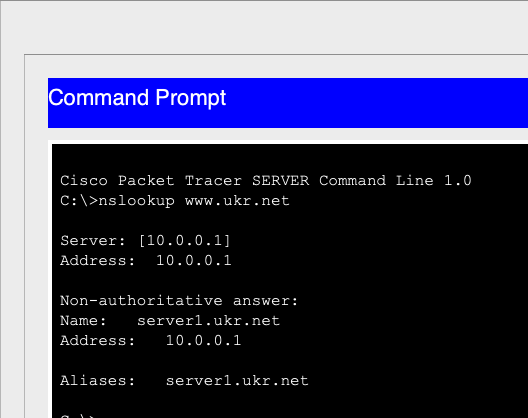 Command Prompt
Cisco Packet Tracer SERVER Command Line 1.0
C:\>nslookup www.ukr.net
Server: [10.0.0.1]
Address:  10.0.0.1
Non-authoritative answer:
Name:   server1.ukr.net
Address:   10.0.0.1
Aliases:   server1.ukr.net
C:\>